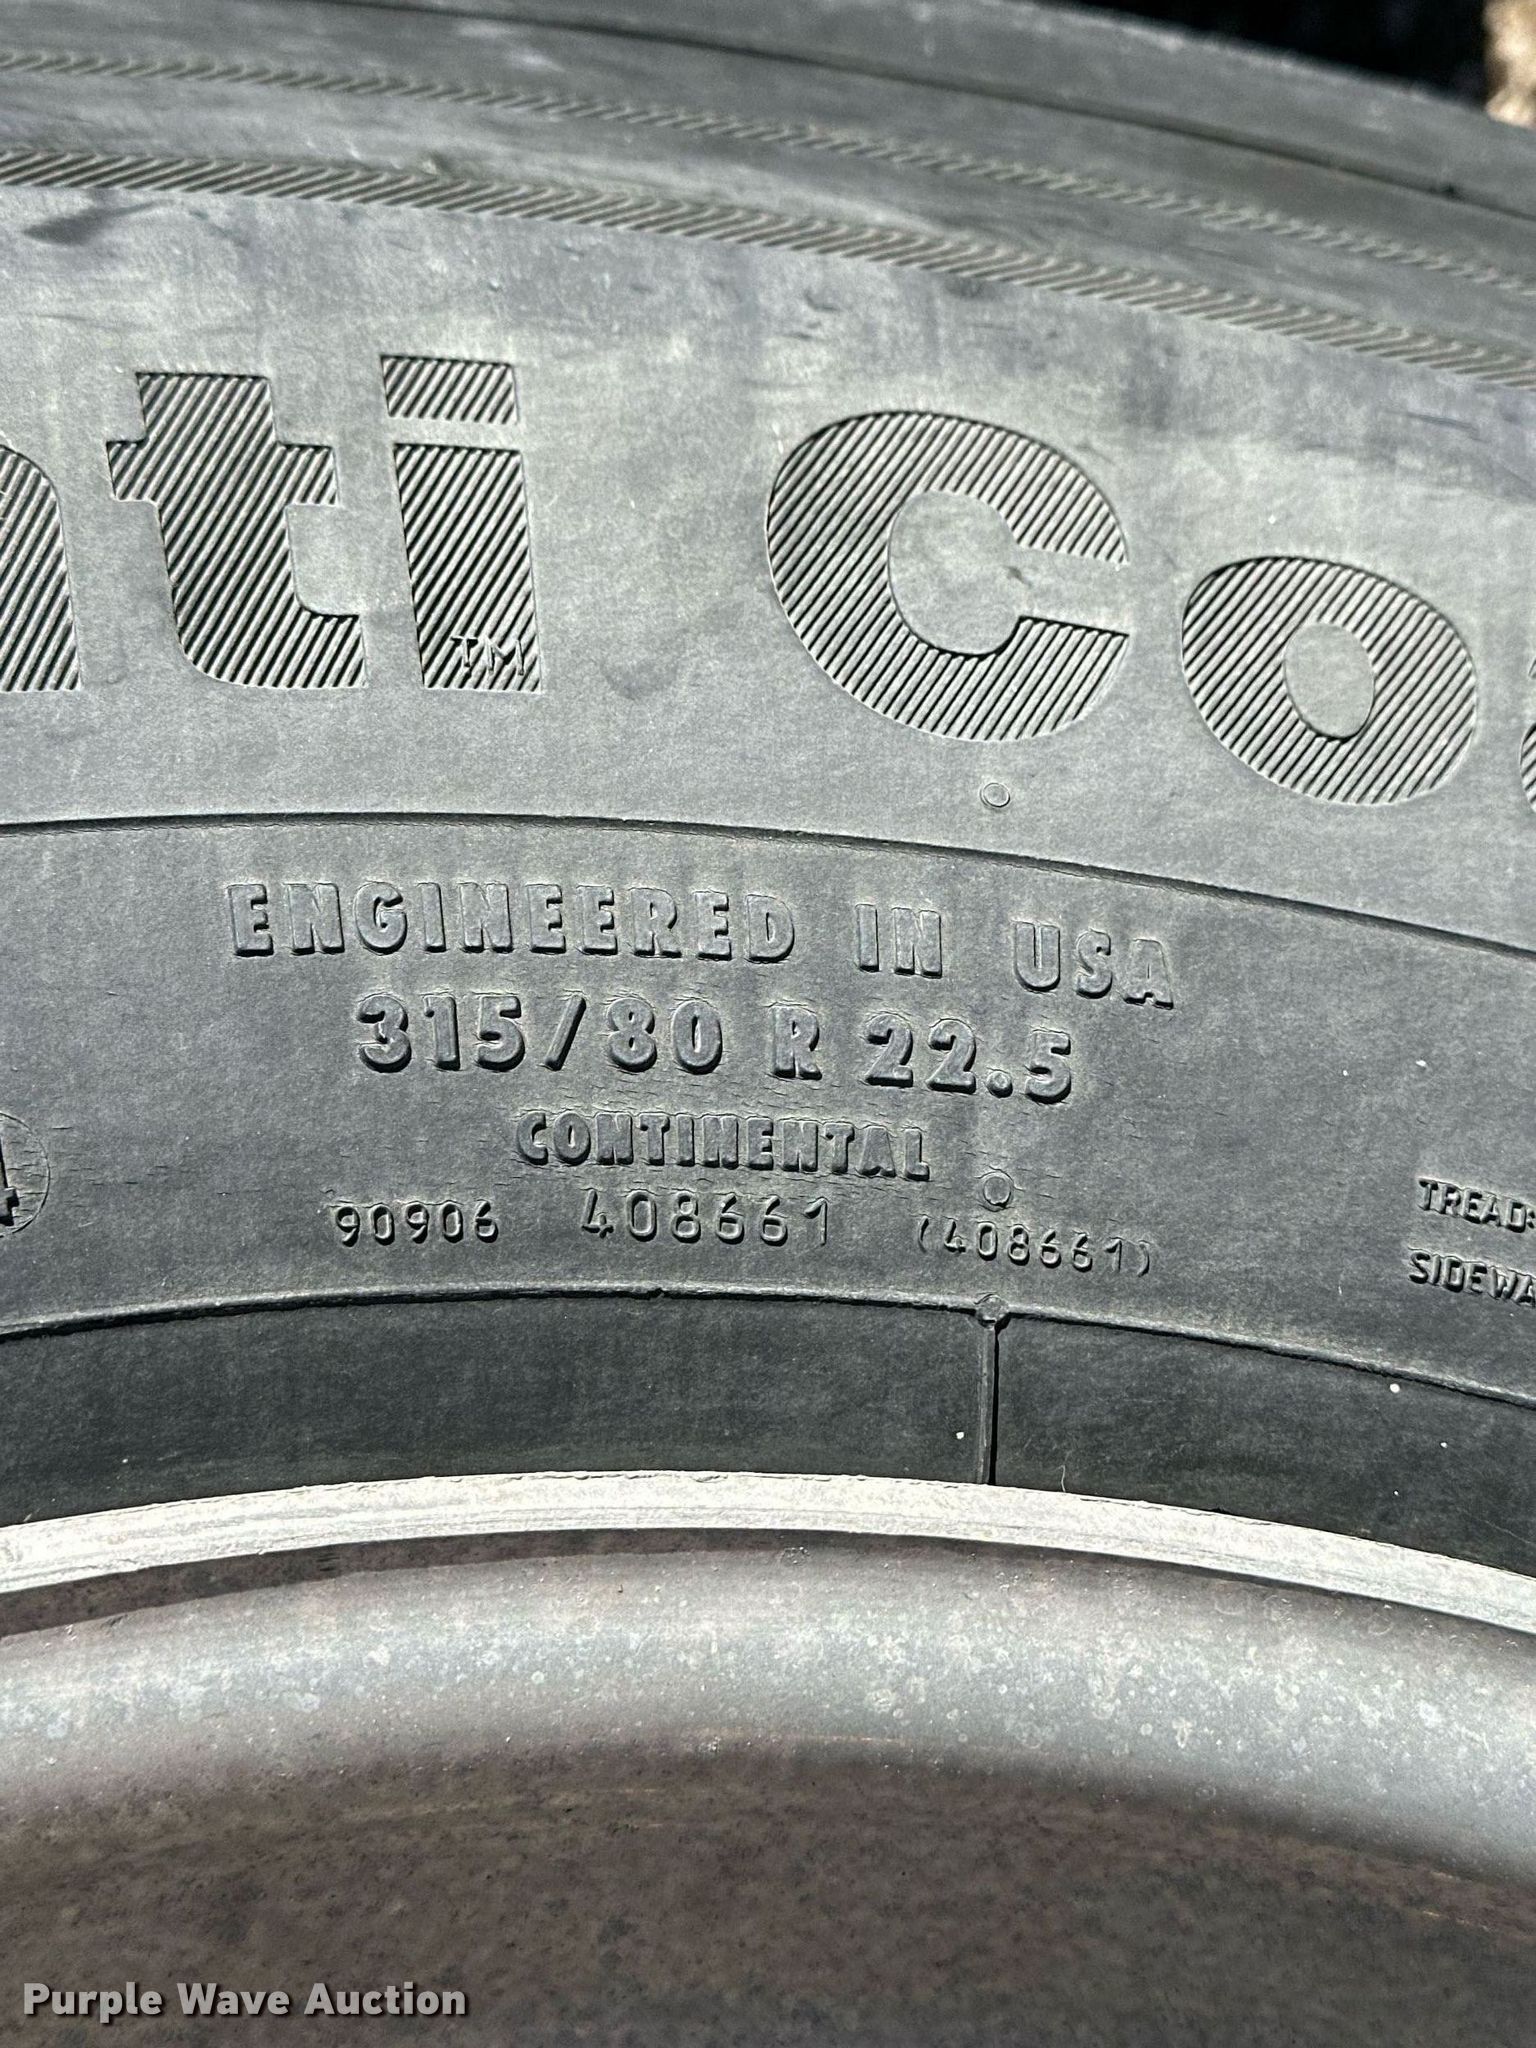 nti Co
TM
ENGINEERED IN USA
315/80 R 22.5
CONTINENTAL
4
90906 408661 (408661)
TREAD:
SIDEWA
Purple Wave Auction